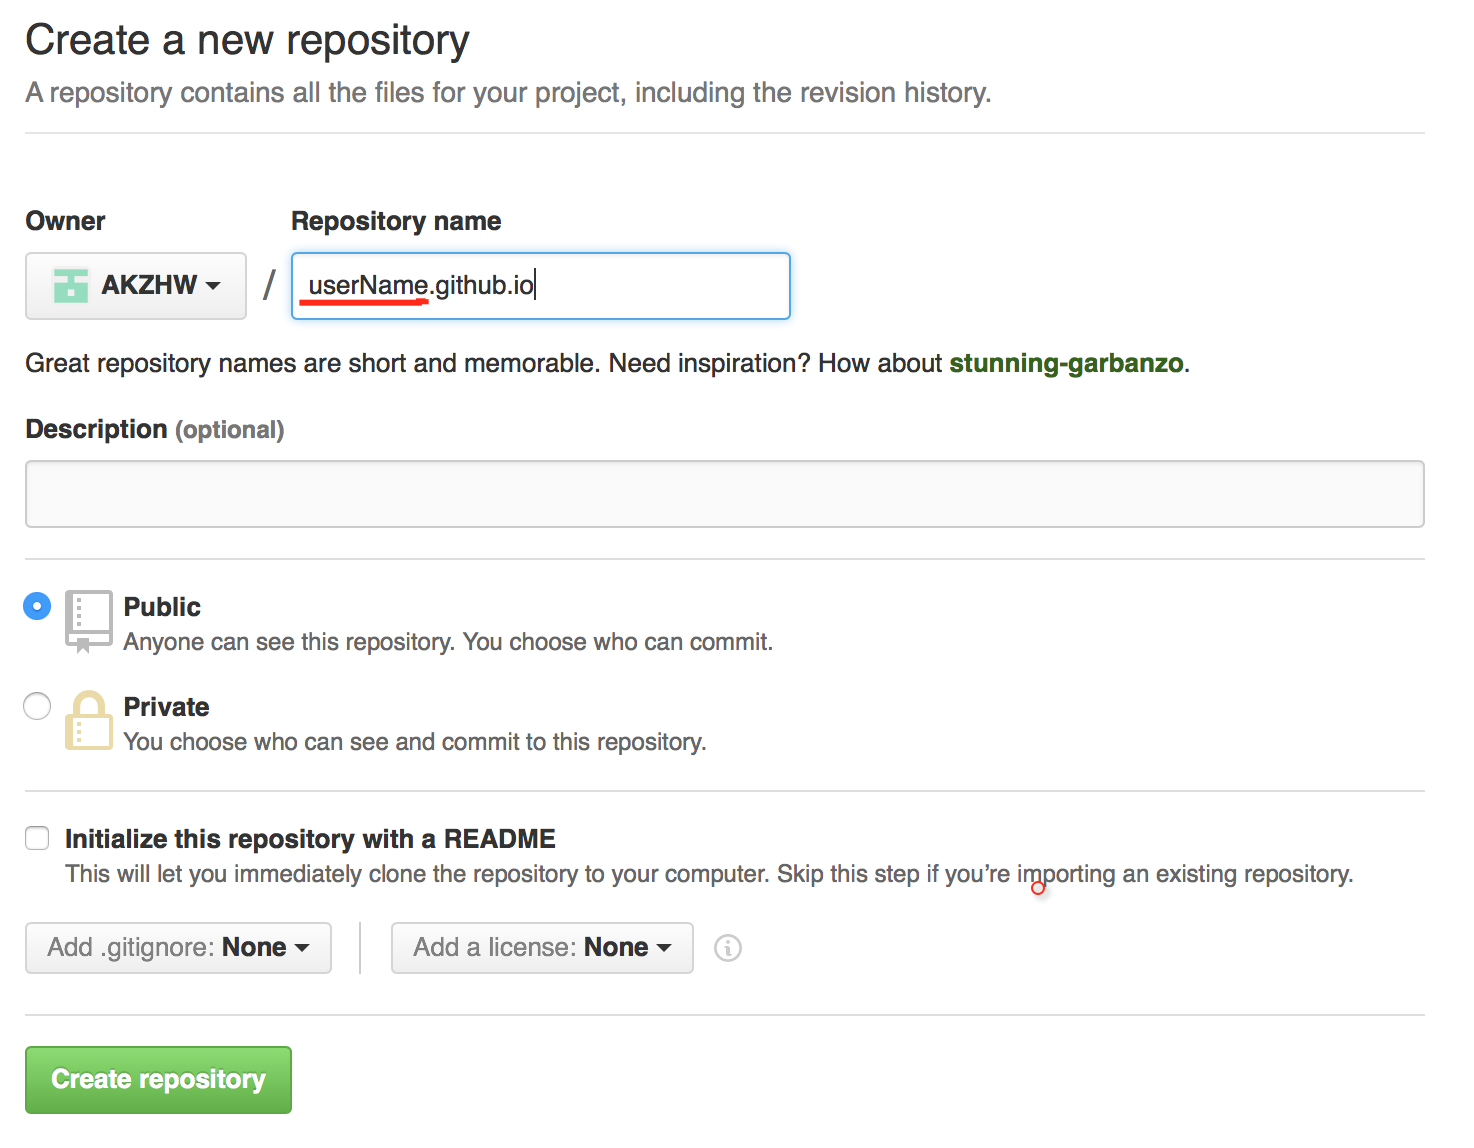 Create a new repository
A repository contains all the files for your project, including the revision history.
Owner Repository name
AKZHW / userName.github.io
Great repository names are short and memorable. Need inspiration? How about stunning-garbanzo.
Description (optional)
Public
Anyone can see this repository. You choose who can commit.
Private
You choose who can see and commit to this repository.
Initialize this repository with a README
This will let you immediately clone the repository to your computer. Skip this step if you’re importing an existing repository.
Add .gitignore: None Add a license: None
Create repository